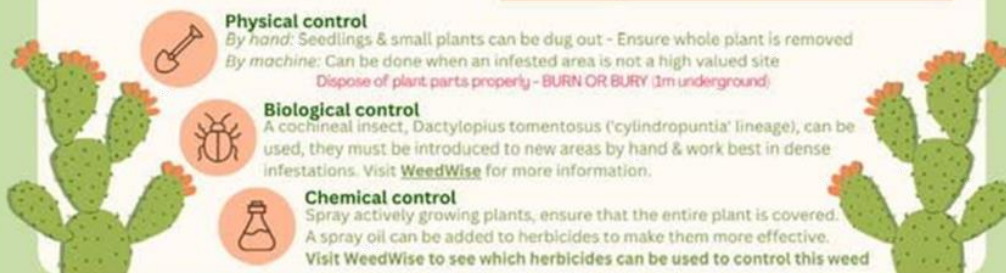 Physical control
By hand: Seedlings & small plants can be dug out - Ensure whole plant is removed
By machine: Can be done when an infested area is not a high valued site
Dispose of plant parts properly - BURN OR BURY (1m underground)
Biological control
A cochineal insect, Dactylopius tomentosus ('cylindropuntia' lineage), can be
used, they must be introduced to new areas by hand & work best in dense
infestations. Visit WeedWise for more information.
Chemical control
Spray actively growing plants, ensure that the entire plant is covered.
A spray oil can be added to herbicides to make them more effective.
Visit WeedWise to see which herbicides can be used to control this weed